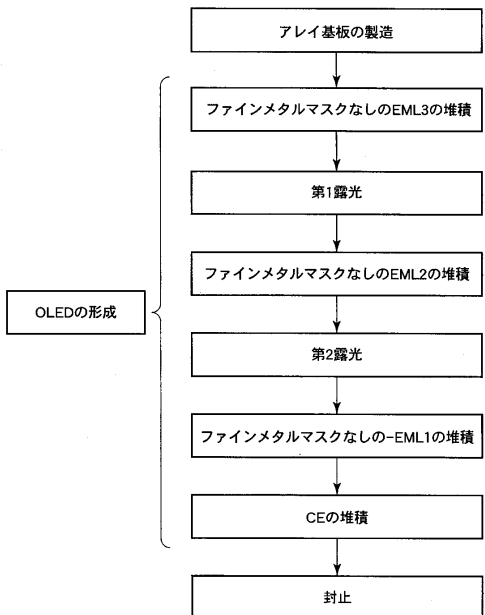 アレイ基板の製造
ファインメタルマスクなしのEML3の堆積
第1露光
ファインメタルマスクなしのEML2の堆積
OLEDの形成
第2露光
ファインメタルマスクなしの-EML1の堆積
CEの堆積
封止